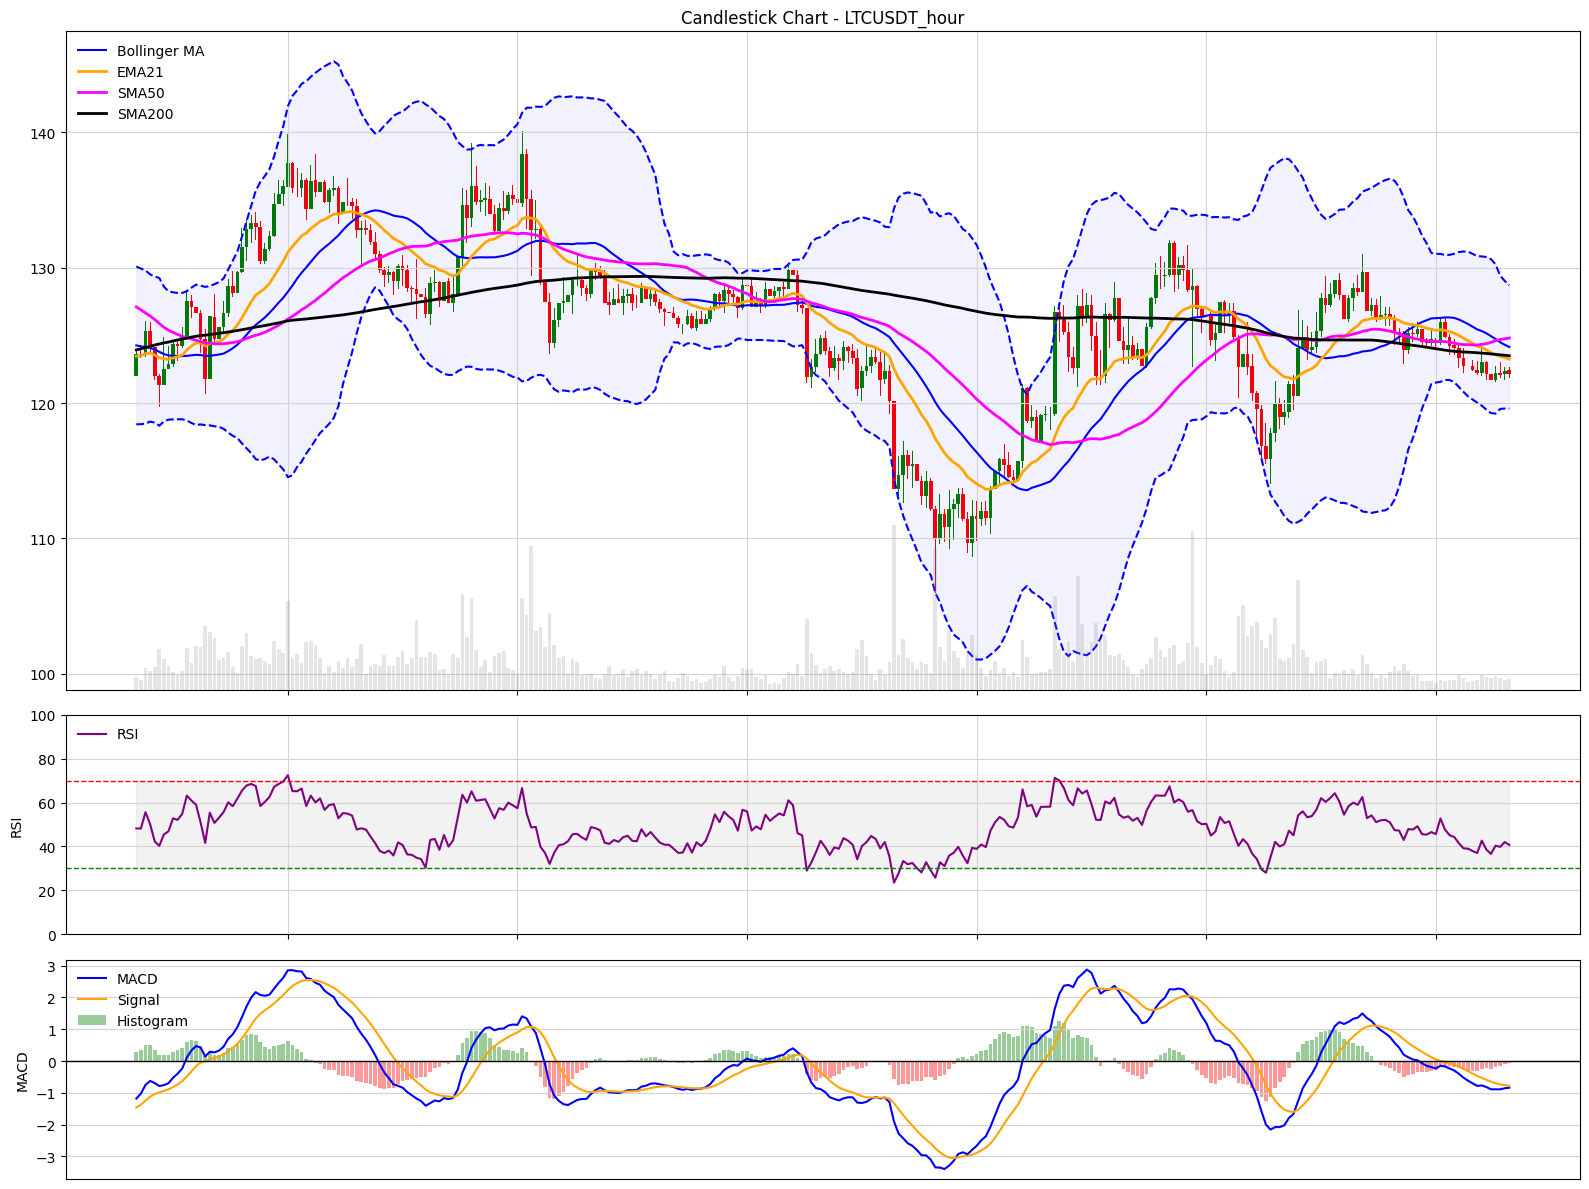 Candlestick Chart - LTCUSDT_hour
Bollinger MA
EMA21
SMA50
SMA200
140
130
120
110
100
100
80
60
40
20
0
RSI
RSI
3
2
1
0
−1
−2
−3
MACD
MACD
Signal
Histogram